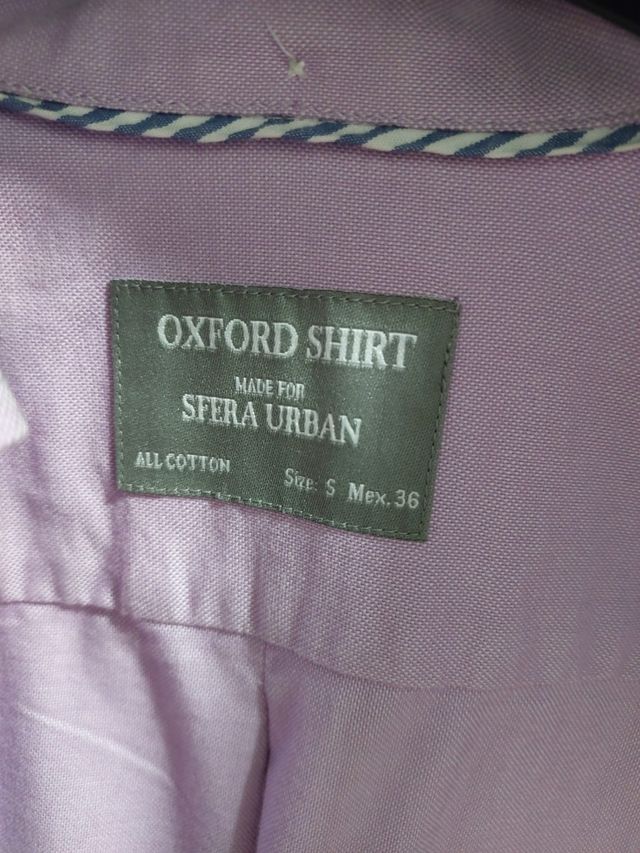 OXFORD SHIRT
MADE FOR
SFERA URBAN
ALL COTTON
Size: S Mex. 36